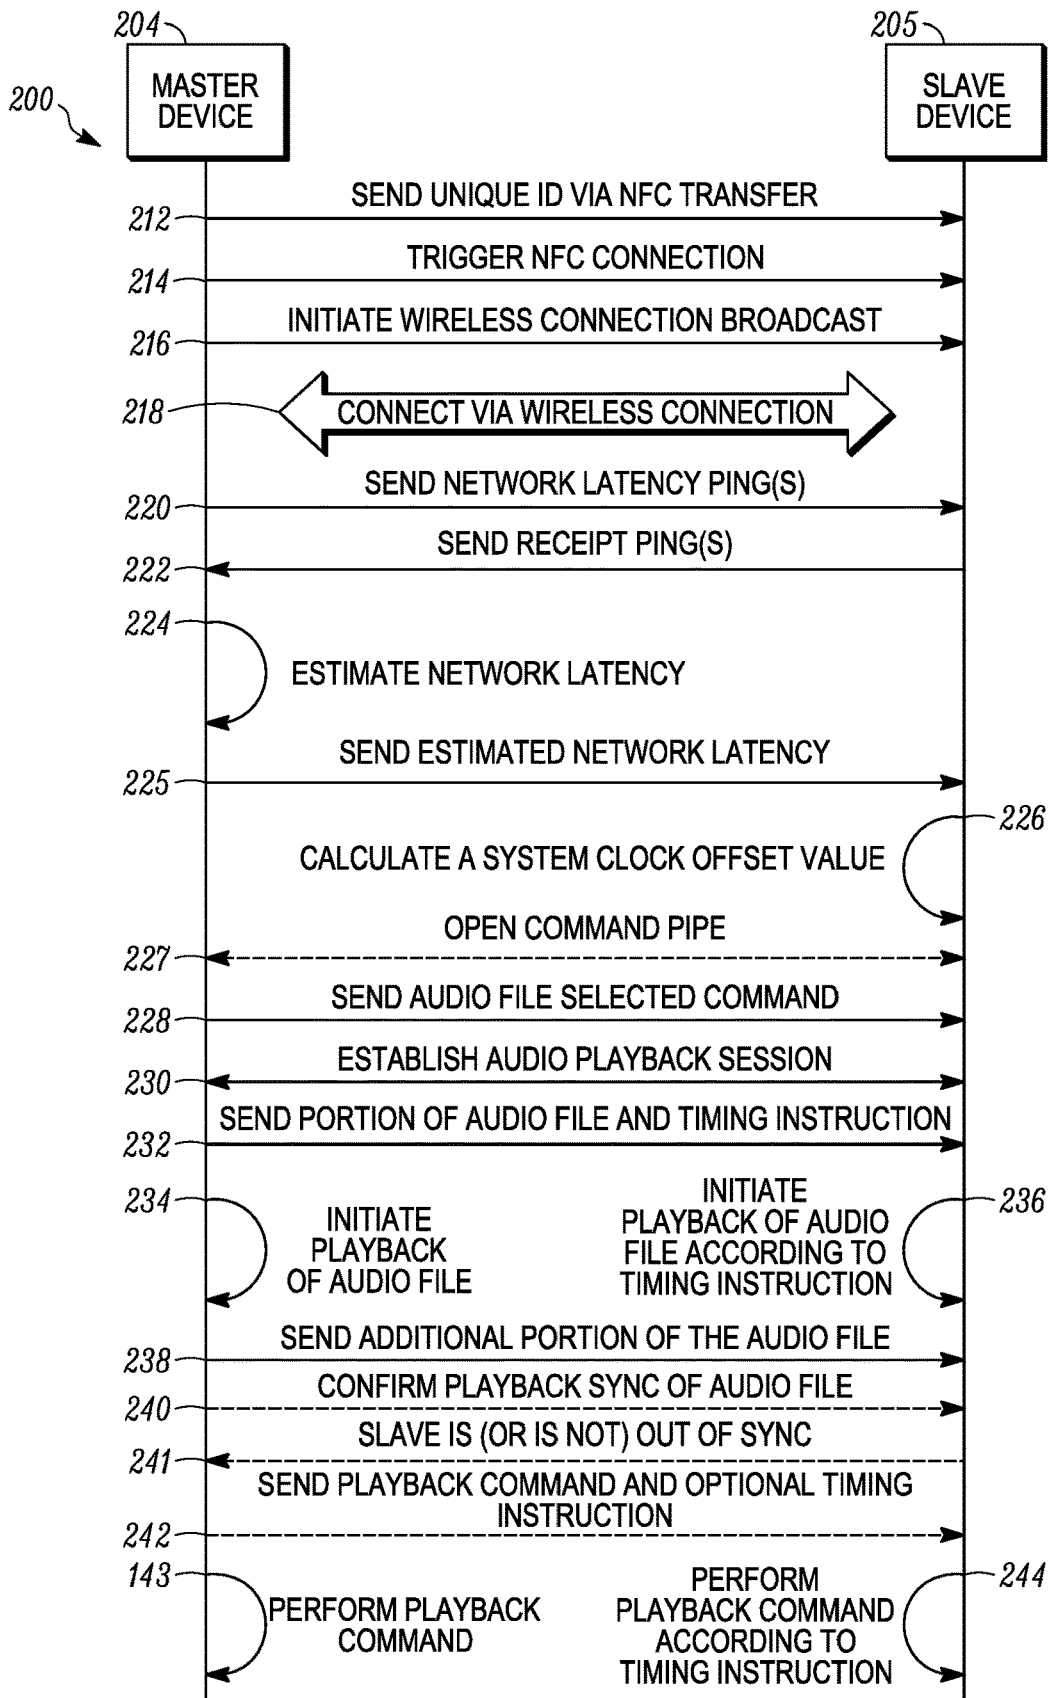 204
205
MASTER
DEVICE
SLAVE
DEVICE
200
SEND UNIQUE ID VIA NFC TRANSFER
212
TRIGGER NFC CONNECTION
214
INITIATE WIRELESS CONNECTION BROADCAST
216
218
CONNECT VIA WIRELESS CONNECTION
SEND NETWORK LATENCY PING(S)
220
SEND RECEIPT PING(S)
222
224
ESTIMATE NETWORK LATENCY
SEND ESTIMATED NETWORK LATENCY
225
226
CALCULATE A SYSTEM CLOCK OFFSET VALUE
OPEN COMMAND PIPE
227
SEND AUDIO FILE SELECTED COMMAND
228
ESTABLISH AUDIO PLAYBACK SESSION
230
SEND PORTION OF AUDIO FILE AND TIMING INSTRUCTION
232
234
INITIATE
PLAYBACK
OF AUDIO FILE
INITIATE
PLAYBACK OF AUDIO
FILE ACCORDING TO
TIMING INSTRUCTION
236
SEND ADDITIONAL PORTION OF THE AUDIO FILE
238
CONFIRM PLAYBACK SYNC OF AUDIO FILE
240
SLAVE IS (OR IS NOT) OUT OF SYNC
241
SEND PLAYBACK COMMAND AND OPTIONAL TIMING
INSTRUCTION
242
143
PERFORM PLAYBACK
COMMAND
PERFORM
PLAYBACK COMMAND
ACCORDING TO
TIMING INSTRUCTION
244